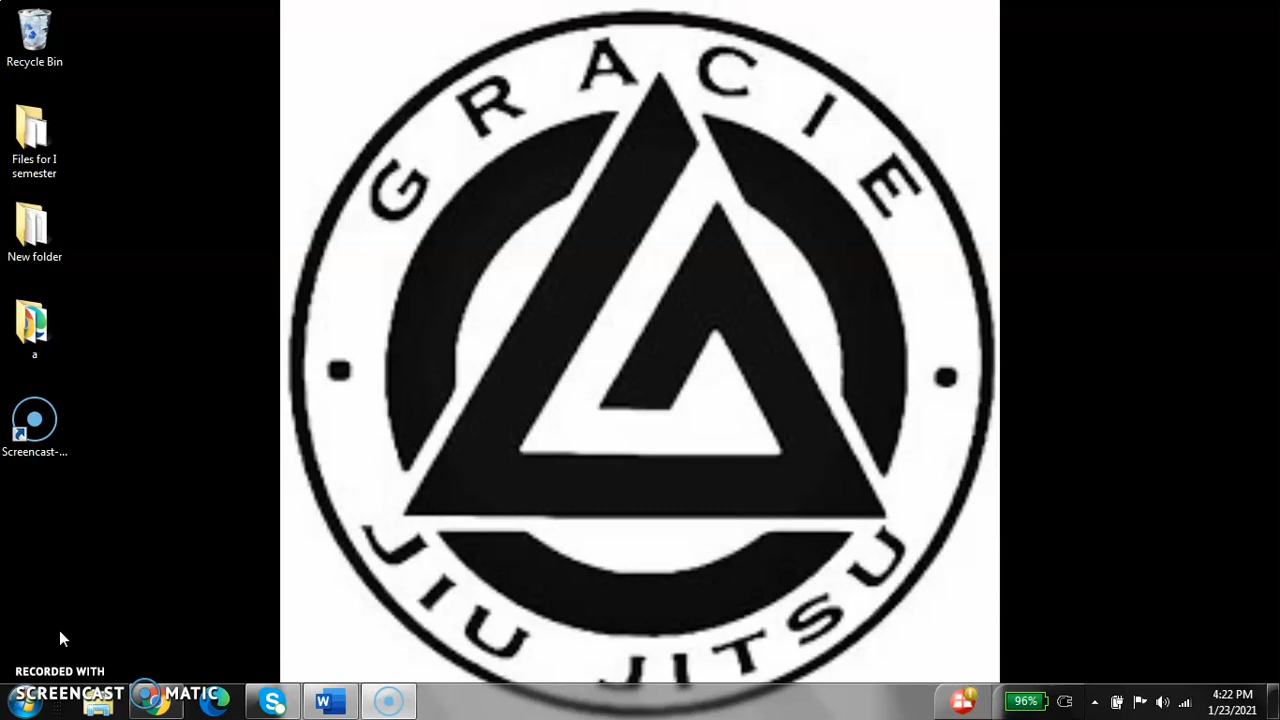 Recycle Bin
Files for I
semester
New folder
a
Screencast-...
GRACIE
JIU JITSU
RECORDED WITH
SCREENCAST MATIC
W
96%
4:22 PM
1/23/2021